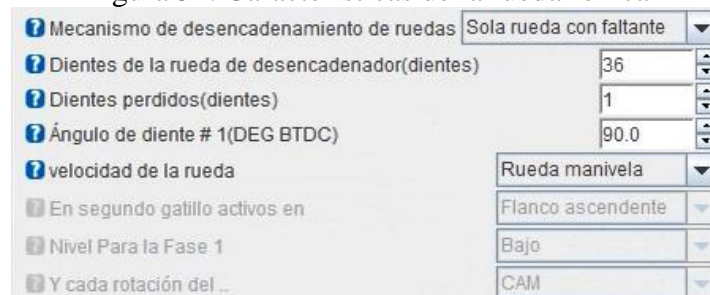 Mecanismo de desencadenamiento de ruedas Sola rueda con faltante
Dientes de la rueda de desencadenador(dientes) 36
Dientes perdidos(dientes) 1
Ángulo de diente # 1(DEG BTDC) 90.0
velocidad de la rueda Rueda manivela
En segundo gatillo activos en Flanco ascendente
Nivel Para la Fase 1 Bajo
Y cada rotación del .. CAM